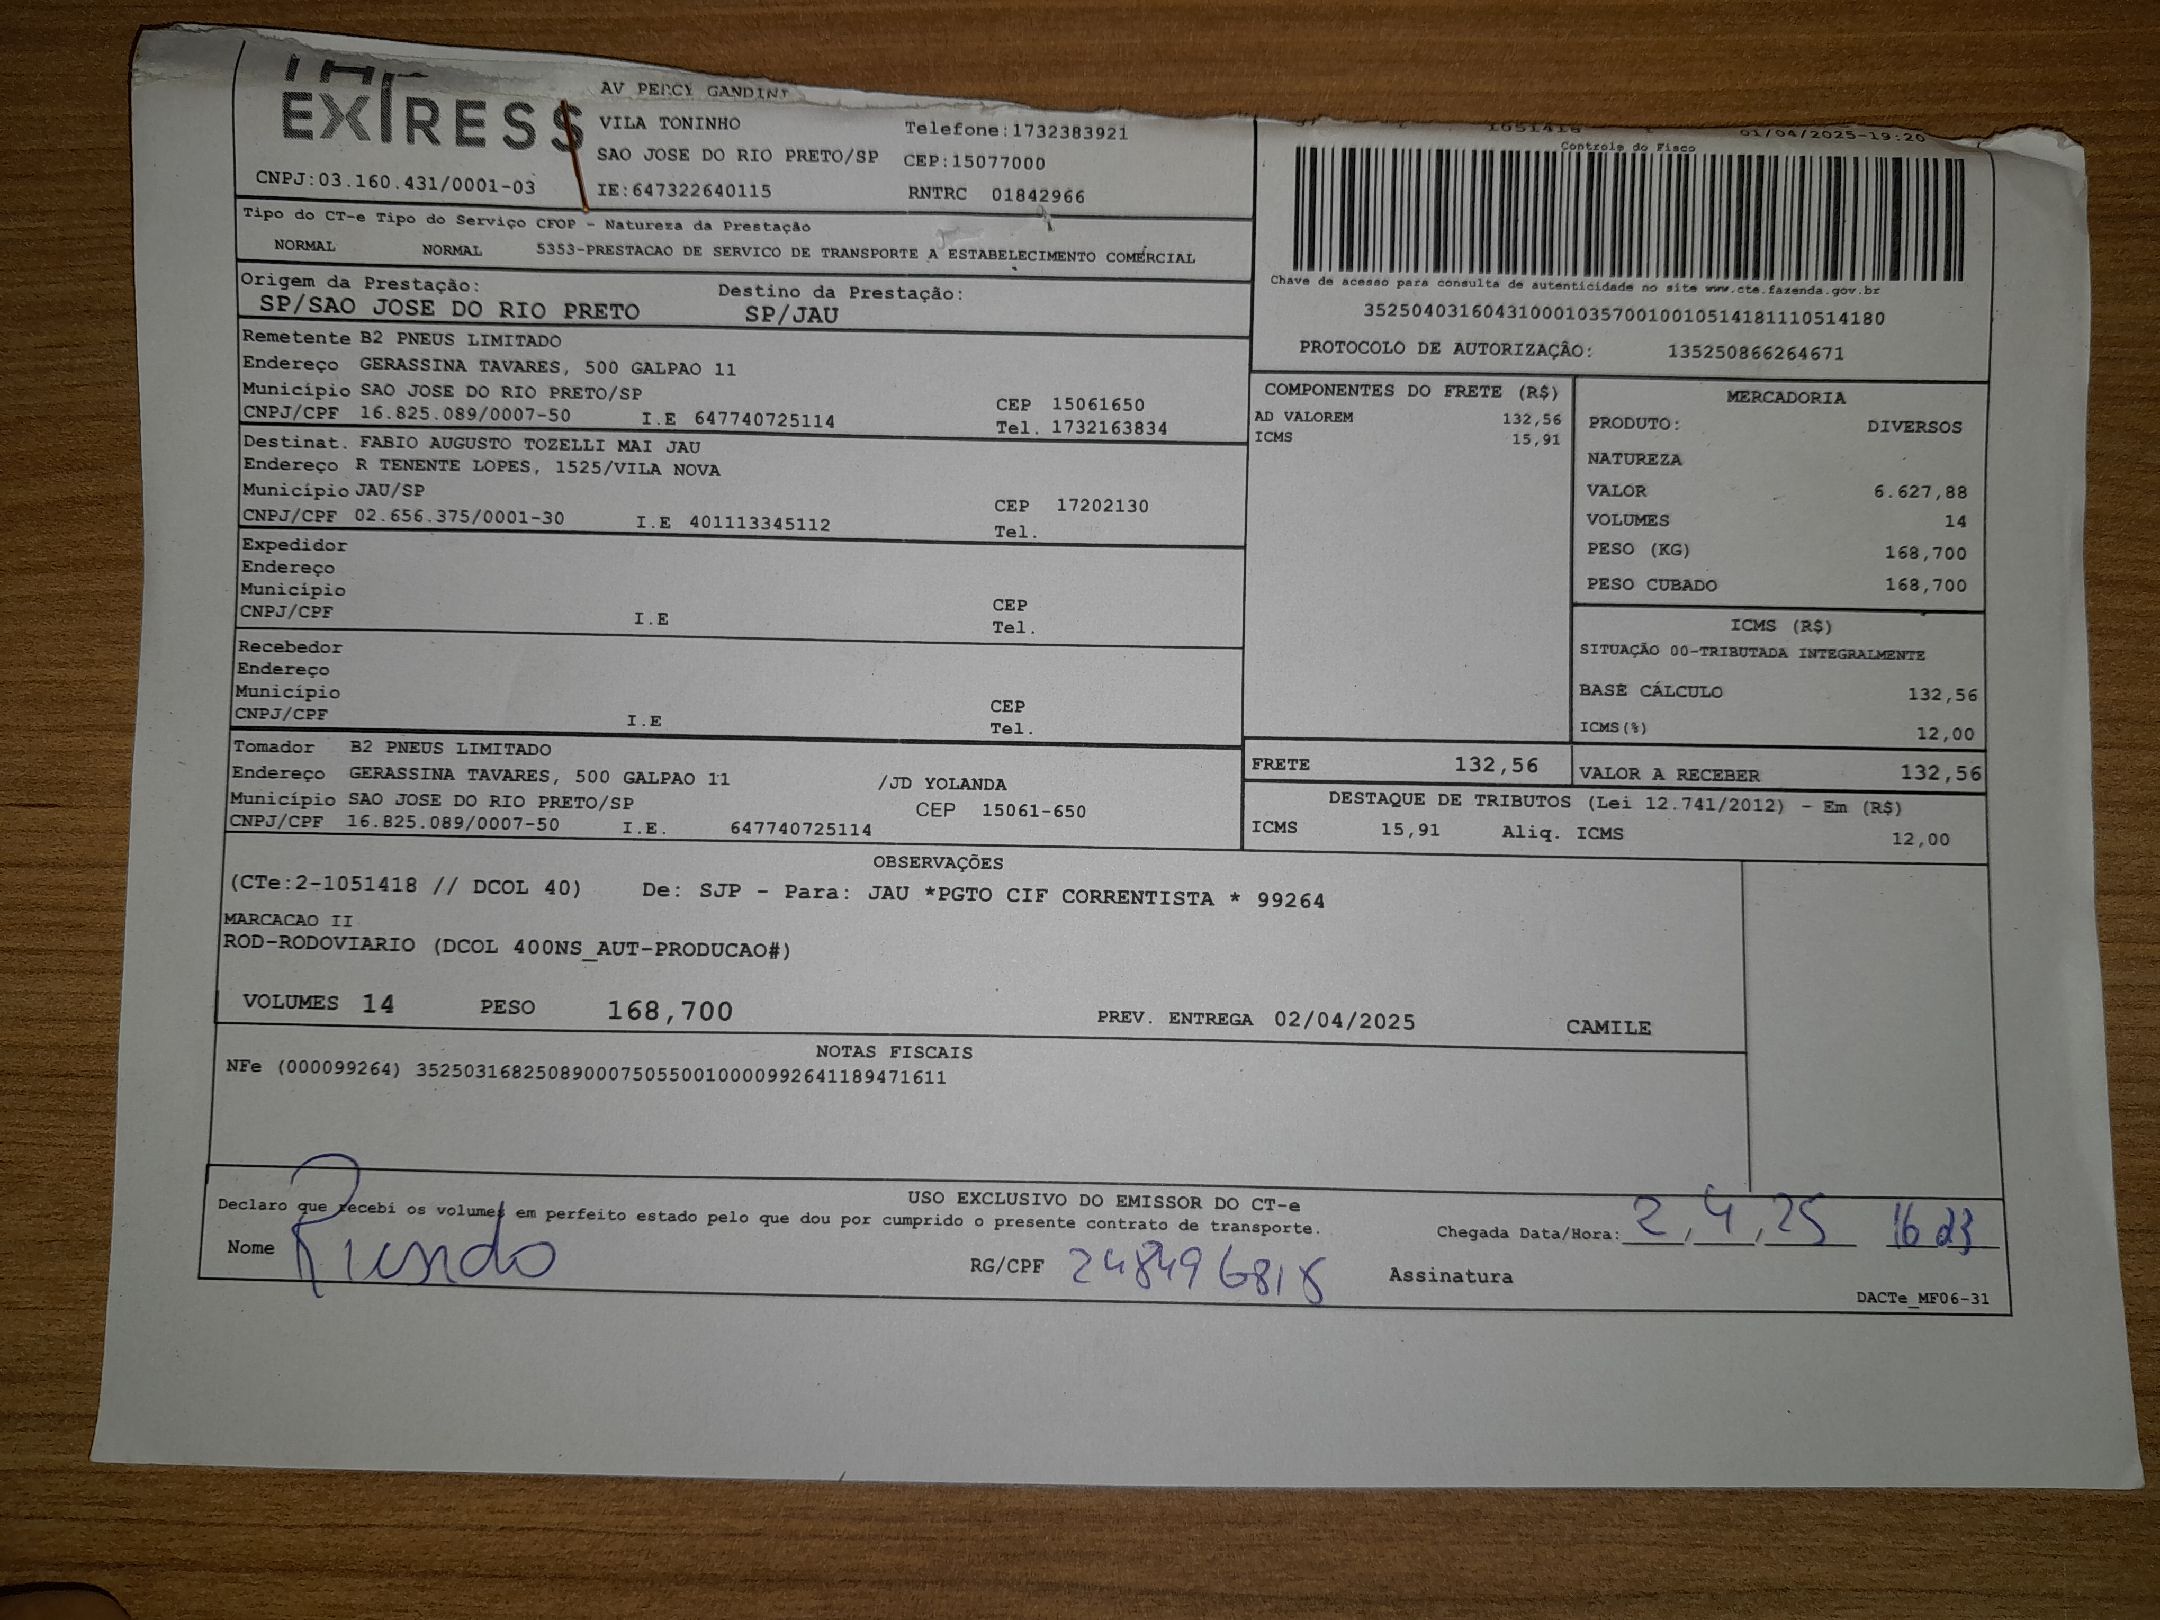 EXPRESS
AV PERCY GANDINI
VILA TONINHO Telefone:1732383921
SAO JOSE DO RIO PRETO/SP CEP:15077000
CNPJ:03.160.431/0001-03 IE:647322640115 RNTRC 01842966
1051418 01/04/2025-19:20
Controle do Fisco
Tipo do CT-e Tipo do Serviço CFOP - Natureza da Prestação
NORMAL NORMAL 5353-PRESTACAO DE SERVICO DE TRANSPORTE A ESTABELECIMENTO COMERCIAL
Chave de acesso para consulta de autenticidade no site www.cte.fazenda.gov.br
35250403160431000103570010010514181110514180
PROTOCOLO DE AUTORIZAÇÃO: 135250866264671
Origem da Prestação: Destino da Prestação:
SP/SAO JOSE DO RIO PRETO SP/JAU
Remetente B2 PNEUS LIMITADO
Endereço GERASSINA TAVARES, 500 GALPAO 11
Município SAO JOSE DO RIO PRETO/SP CEP 15061650
CNPJ/CPF 16.825.089/0007-50 I.E 647740725114 Tel. 1732163834
Destinat. FABIO AUGUSTO TOZELLI MAI JAU
Endereço R TENENTE LOPES, 1525/VILA NOVA
Município JAU/SP CEP 17202130
CNPJ/CPF 02.656.375/0001-30 I.E 401113345112 Tel.
Expedidor
Endereço
Município CEP
CNPJ/CPF I.E Tel.
Recebedor
Endereço
Município CEP
CNPJ/CPF I.E Tel.
Tomador B2 PNEUS LIMITADO
Endereço GERASSINA TAVARES, 500 GALPAO 11 /JD YOLANDA
Município SAO JOSE DO RIO PRETO/SP CEP 15061-650
CNPJ/CPF 16.825.089/0007-50 I.E. 647740725114
COMPONENTES DO FRETE (R$)
AD VALOREM 132,56
ICMS 15,91
MERCADORIA
PRODUTO: DIVERSOS
NATUREZA
VALOR 6.627,88
VOLUMES 14
PESO (KG) 168,700
PESO CUBADO 168,700
ICMS (R$)
SITUAÇÃO 00-TRIBUTADA INTEGRALMENTE
BASE CÁLCULO 132,56
ICMS(%) 12,00
FRETE 132,56 VALOR A RECEBER 132,56
DESTAQUE DE TRIBUTOS (Lei 12.741/2012) - Em (R$)
ICMS 15,91 Aliq. ICMS 12,00
OBSERVAÇÕES
(CTe:2-1051418 // DCOL 40) De: SJP - Para: JAU *PGTO CIF CORRENTISTA * 99264
MARCACAO II
ROD-RODOVIARIO (DCOL 400NS_AUT-PRODUCAO#)
VOLUMES 14 PESO 168,700 PREV. ENTREGA 02/04/2025 CAMILE
NOTAS FISCAIS
NFe (000099264) 35250316825089000750550010000992641189471611
USO EXCLUSIVO DO EMISSOR DO CT-e
Declaro que recebi os volumes em perfeito estado pelo que dou por cumprido o presente contrato de transporte.
Chegada Data/Hora: 2,4,25
Nome RG/CPF 248496818 Assinatura
DACTe_MF06-31